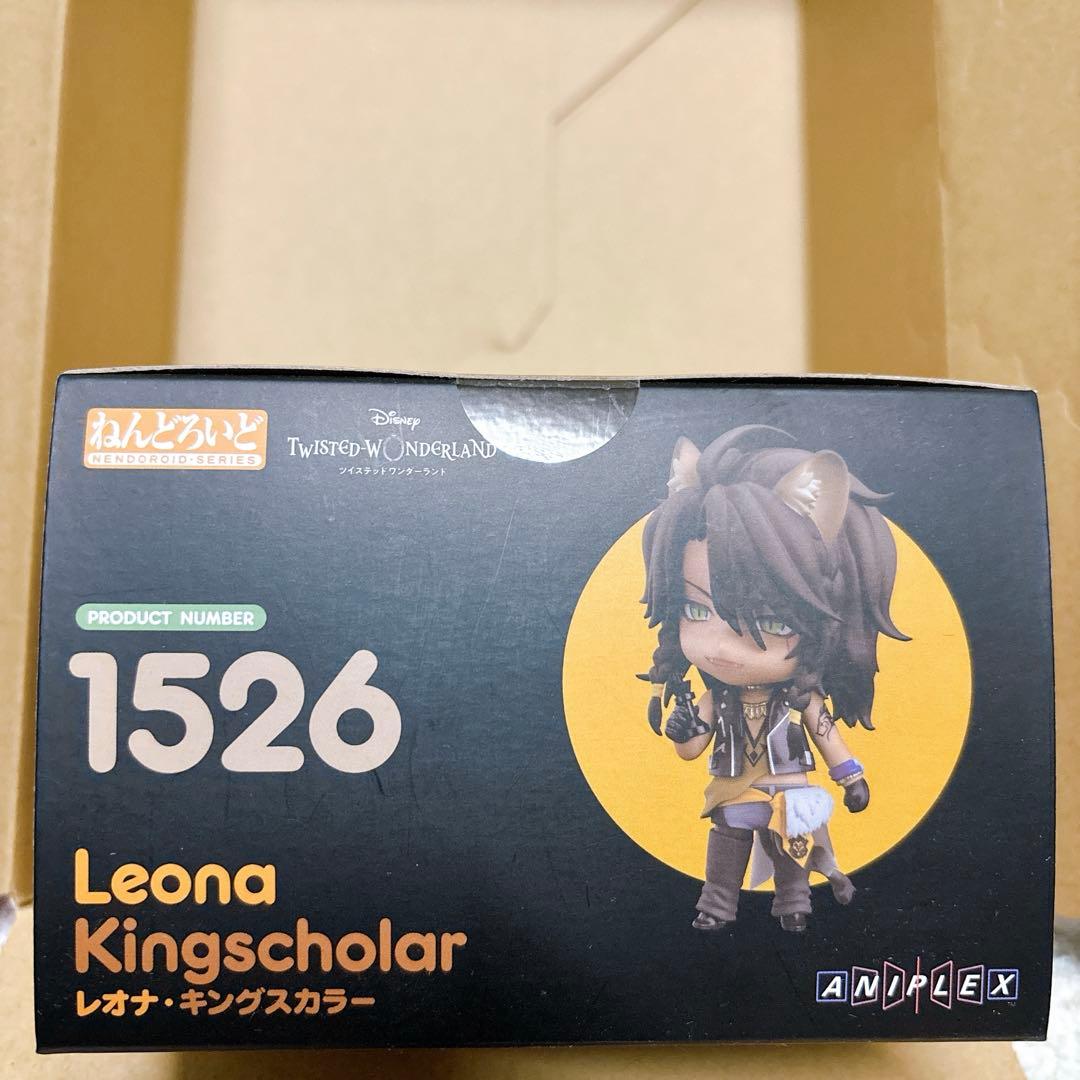 ねんどろいど
NENDOROID・SERIES
Disney
TWISTED-WONDERLAND
ツイステッドワンダーランド
PRODUCT NUMBER
1526
Leona
Kingscholar
レオナ・キングスカラー
ANIPLEX